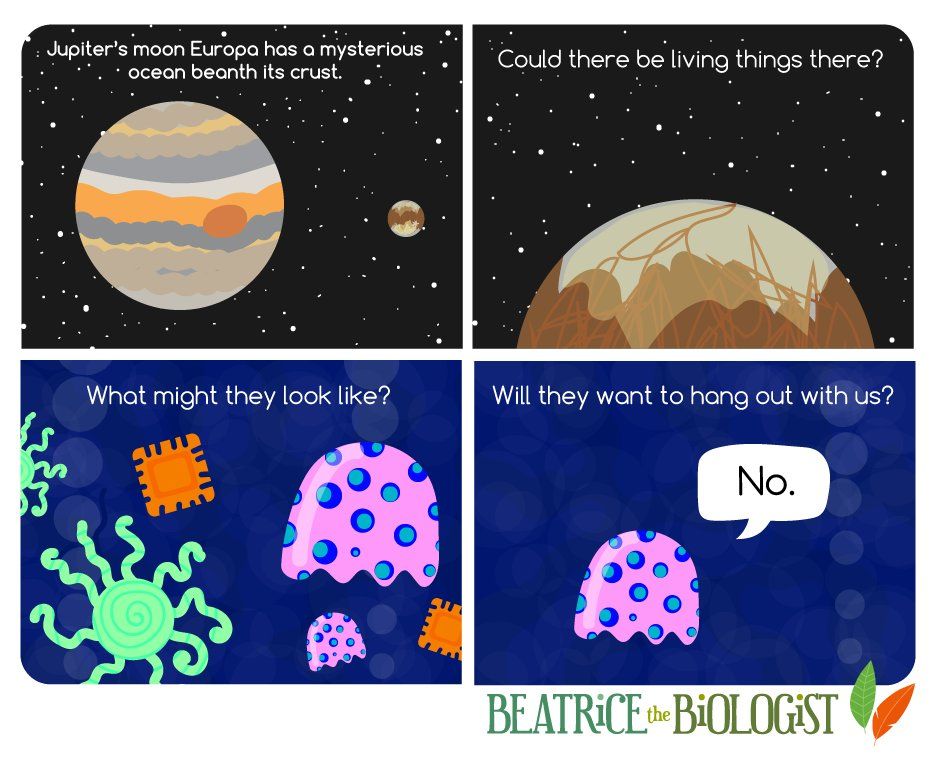 Jupiter's moon Europa has a mysterious
ocean beanth its crust.
Could there be living things there?
What might they look like?
Will they want to hang out with us?
No.
BEATRiCE the BiOLOGiST